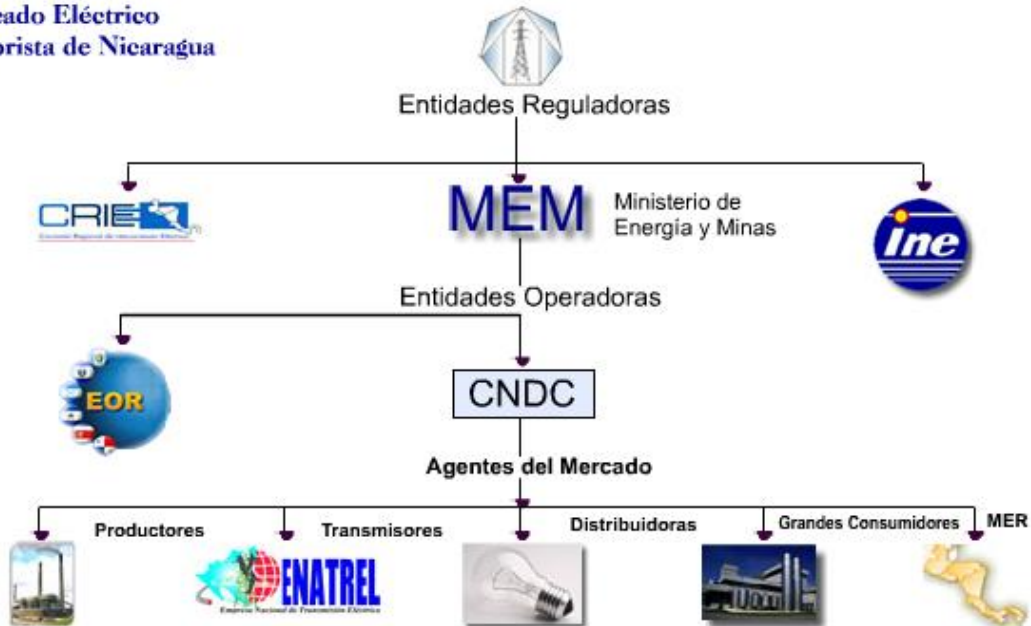 cado Eléctrico
orista de Nicaragua
Entidades Reguladoras
CRIE
MEM
Ministerio de
Energía y Minas
ine
Entidades Operadoras
EOR
CNDC
Agentes del Mercado
Productores
Transmisores
Distribuidoras
Grandes Consumidores
MER
ENATREL
Empresa Nacional de Transmisión Eléctrica